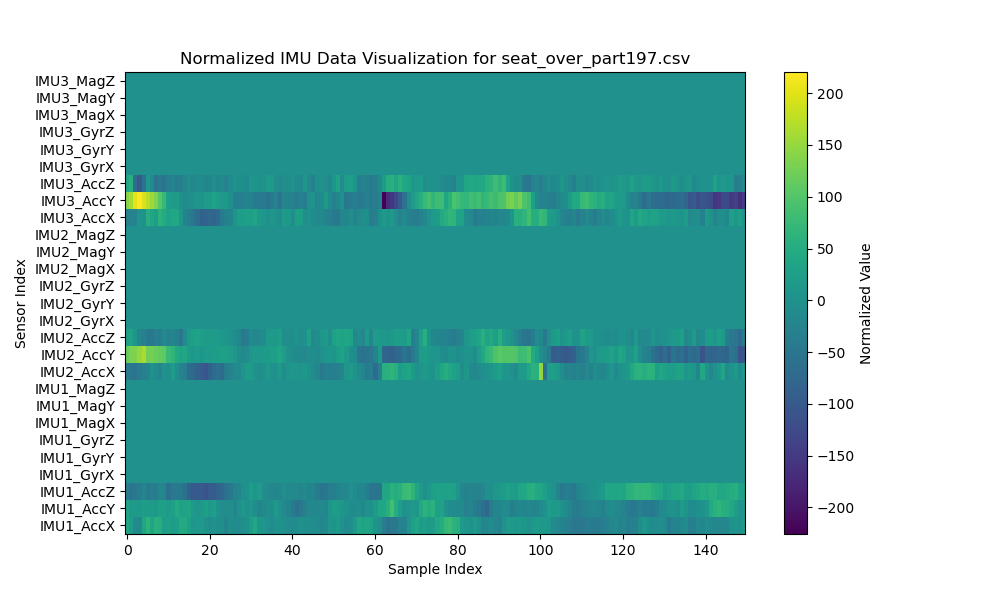 Normalized IMU Data Visualization for seat_over_part197.csv
Sensor Index
IMU3_MagZ
IMU3_MagY
IMU3_MagX
IMU3_GyrZ
IMU3_GyrY
IMU3_GyrX
IMU3_AccZ
IMU3_AccY
IMU3_AccX
IMU2_MagZ
IMU2_MagY
IMU2_MagX
IMU2_GyrZ
IMU2_GyrY
IMU2_GyrX
IMU2_AccZ
IMU2_AccY
IMU2_AccX
IMU1_MagZ
IMU1_MagY
IMU1_MagX
IMU1_GyrZ
IMU1_GyrY
IMU1_GyrX
IMU1_AccZ
IMU1_AccY
IMU1_AccX
0 20 40 60 80 100 120 140
Sample Index
200
150
100
50
0
−50
−100
−150
−200
Normalized Value